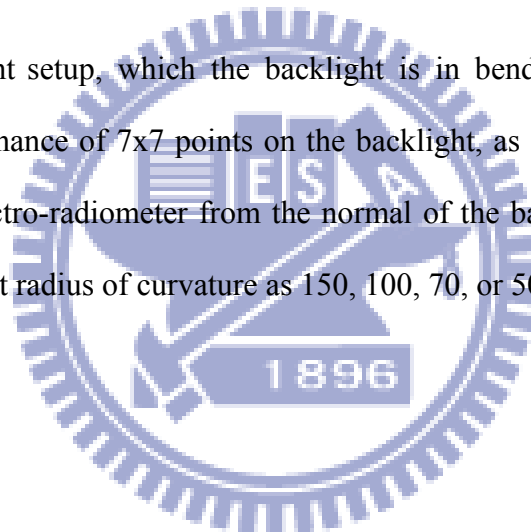 nt setup, which the backlight is in bend
nance of 7x7 points on the backlight, as
ctro-radiometer from the normal of the ba
t radius of curvature as 150, 100, 70, or 50
ES A
1896